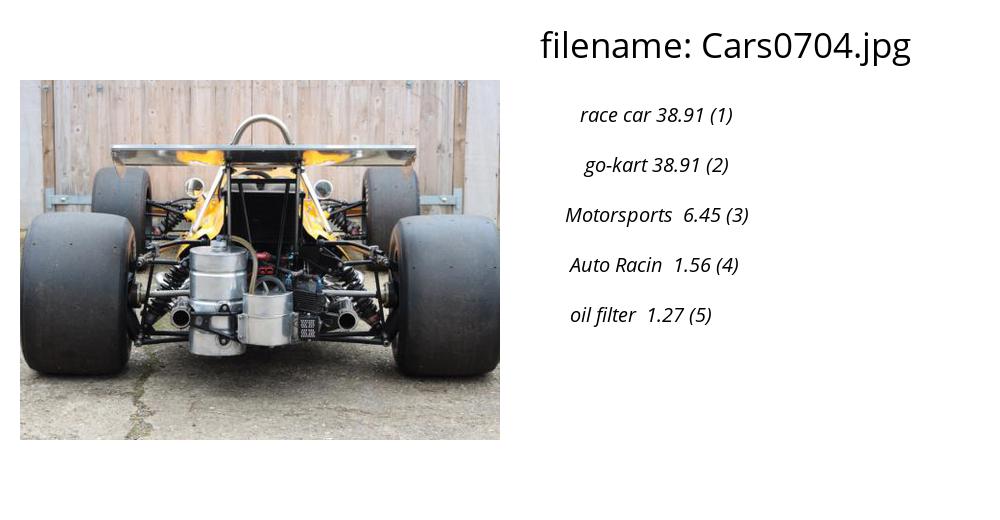 filename: Cars0704.jpg
race car 38.91 (1)
go-kart 38.91 (2)
Motorsports 6.45 (3)
Auto Racin 1.56 (4)
oil filter 1.27 (5)